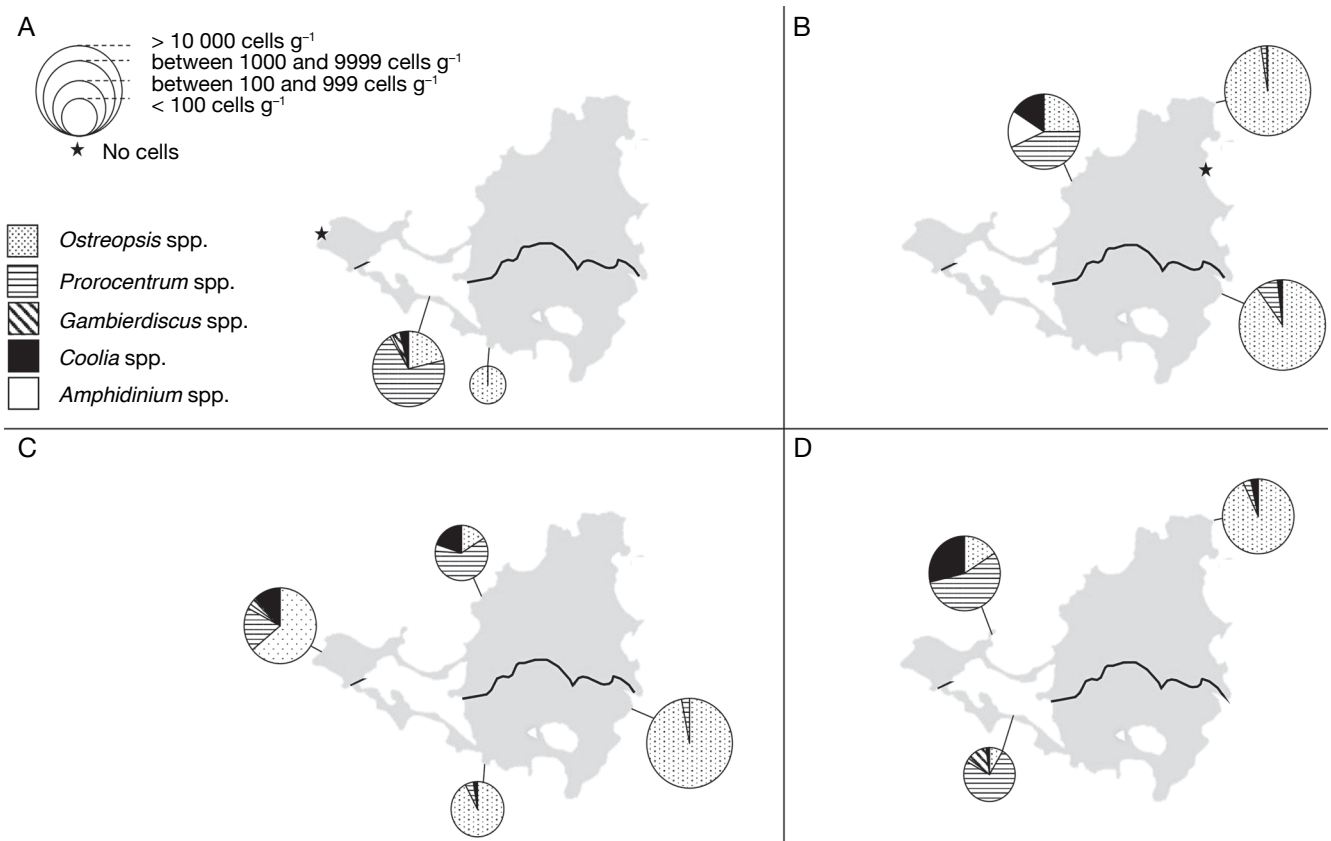 A
> 10 000 cells g⁻¹
between 1000 and 9999 cells g⁻¹
between 100 and 999 cells g⁻¹
< 100 cells g⁻¹
★ No cells
Ostreopsis spp.
Prorocentrum spp.
Gambierdiscus spp.
Coolia spp.
Amphidinium spp.
B
C
D